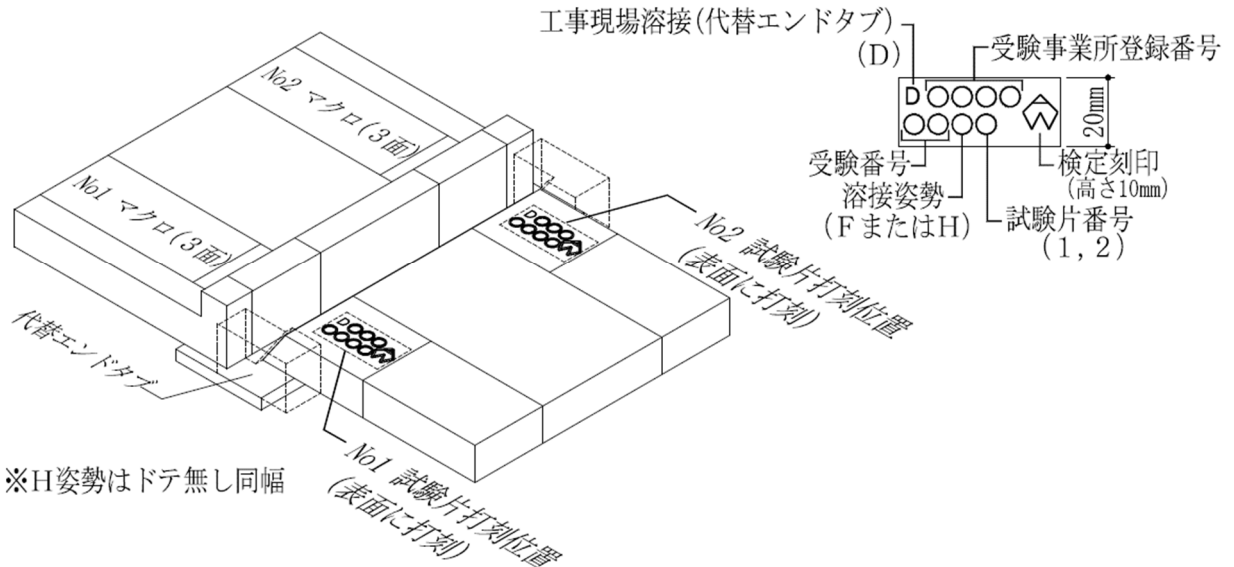 工事現場溶接(代替エンドタブ)
(D)
受験事業所登録番号
D○○○○
○○○○
AW
20mm
受験番号
検定刻印
(高さ10mm)
溶接姿勢
(FまたはH)
試験片番号
(1, 2)
No2 マクロ(3面)
No1 マクロ(3面)
D○○○
○○○○AW
No2 試験片打刻位置
(表面に打刻)
D○○○
○○○○AW
代替エンドタブ
No1 試験片打刻位置
(表面に打刻)
※H姿勢はドテ無し同幅